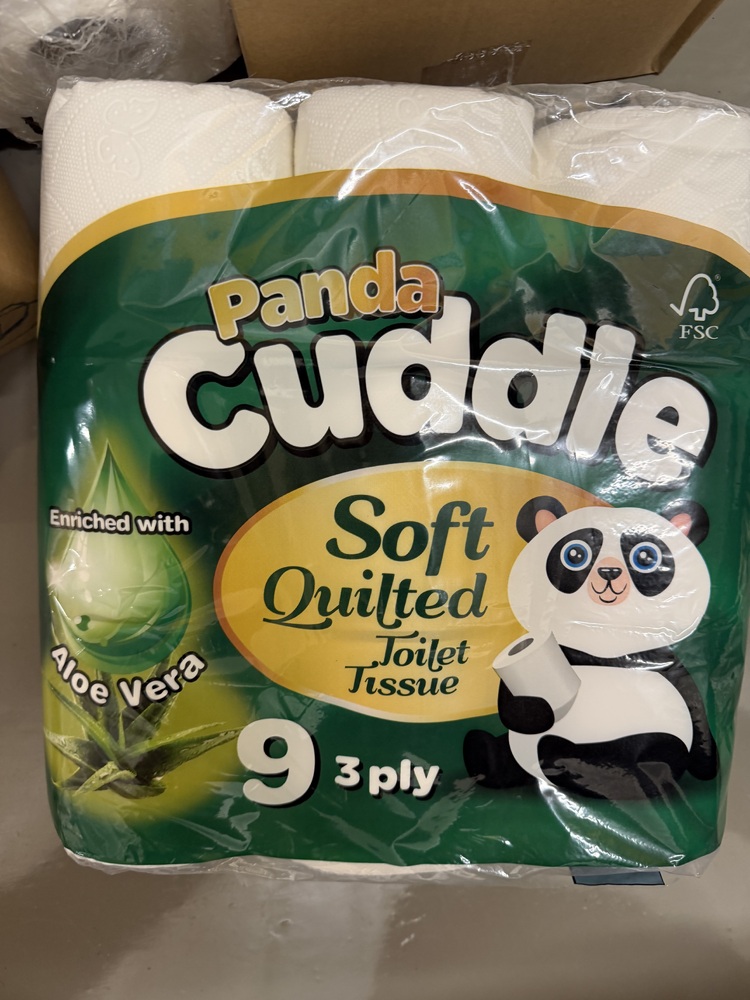 Panda
Cuddle
FSC
Enriched with
Aloe Vera
Soft
Quilted
Toilet
Tissue
9 3 ply